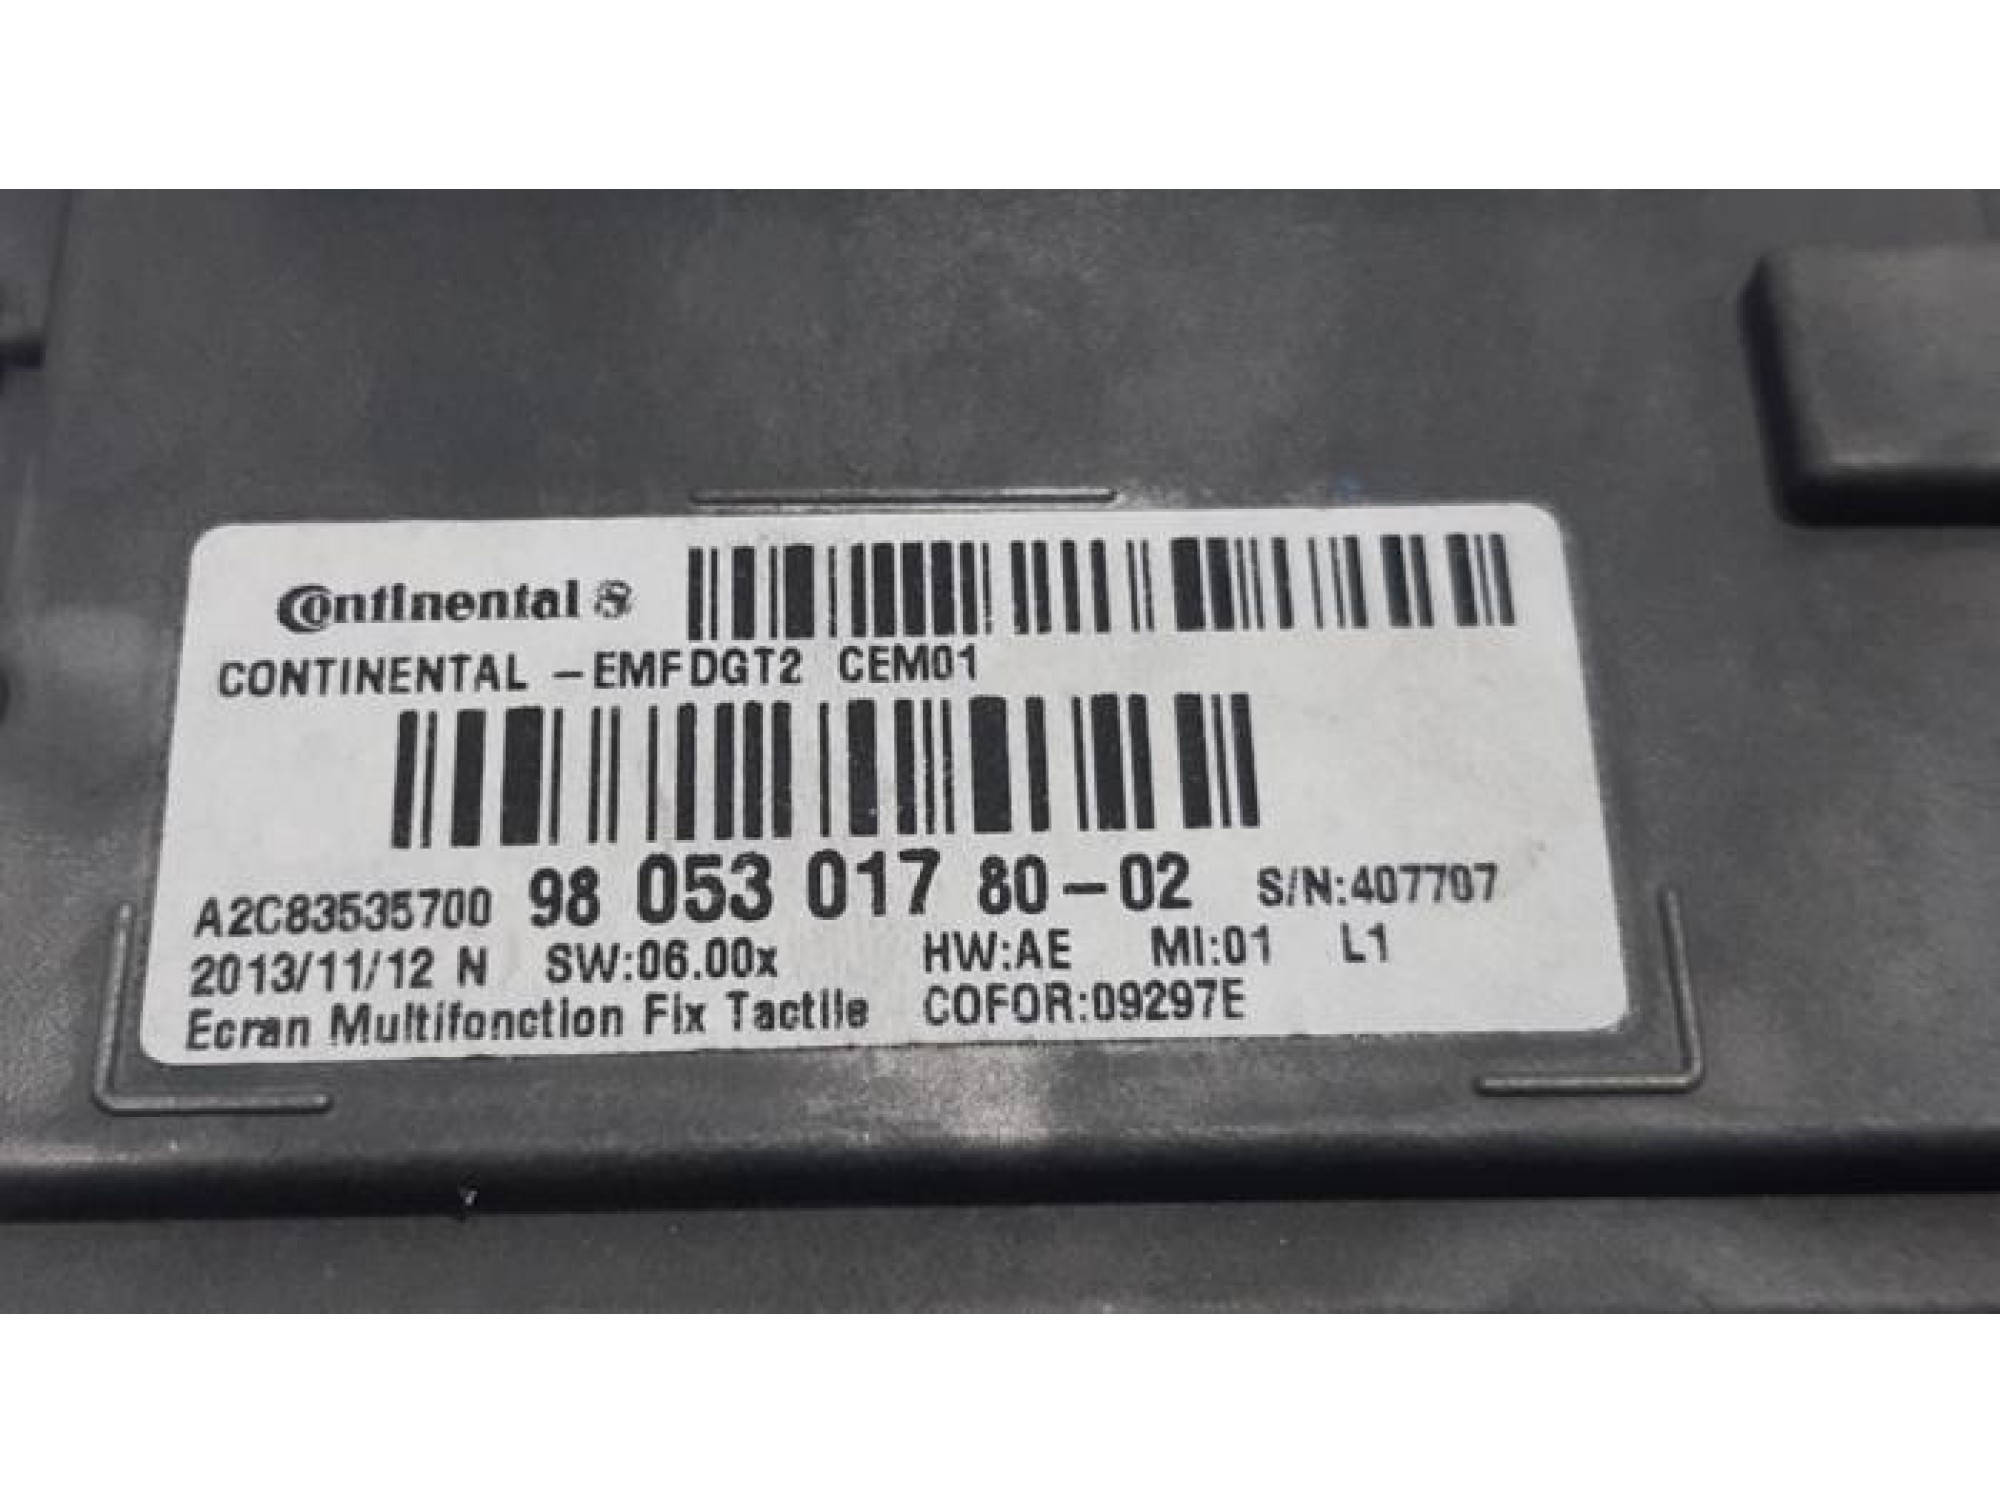 Continental
CONTINENTAL -EMFDGT2 CEM01
A2C83535700 98 053 017 80-02 S/N:407707
2013/11/12 N SW:06.00x HW:AE MI:01 L1
Ecran Multifonction Fix Tactile COFOR:09297E